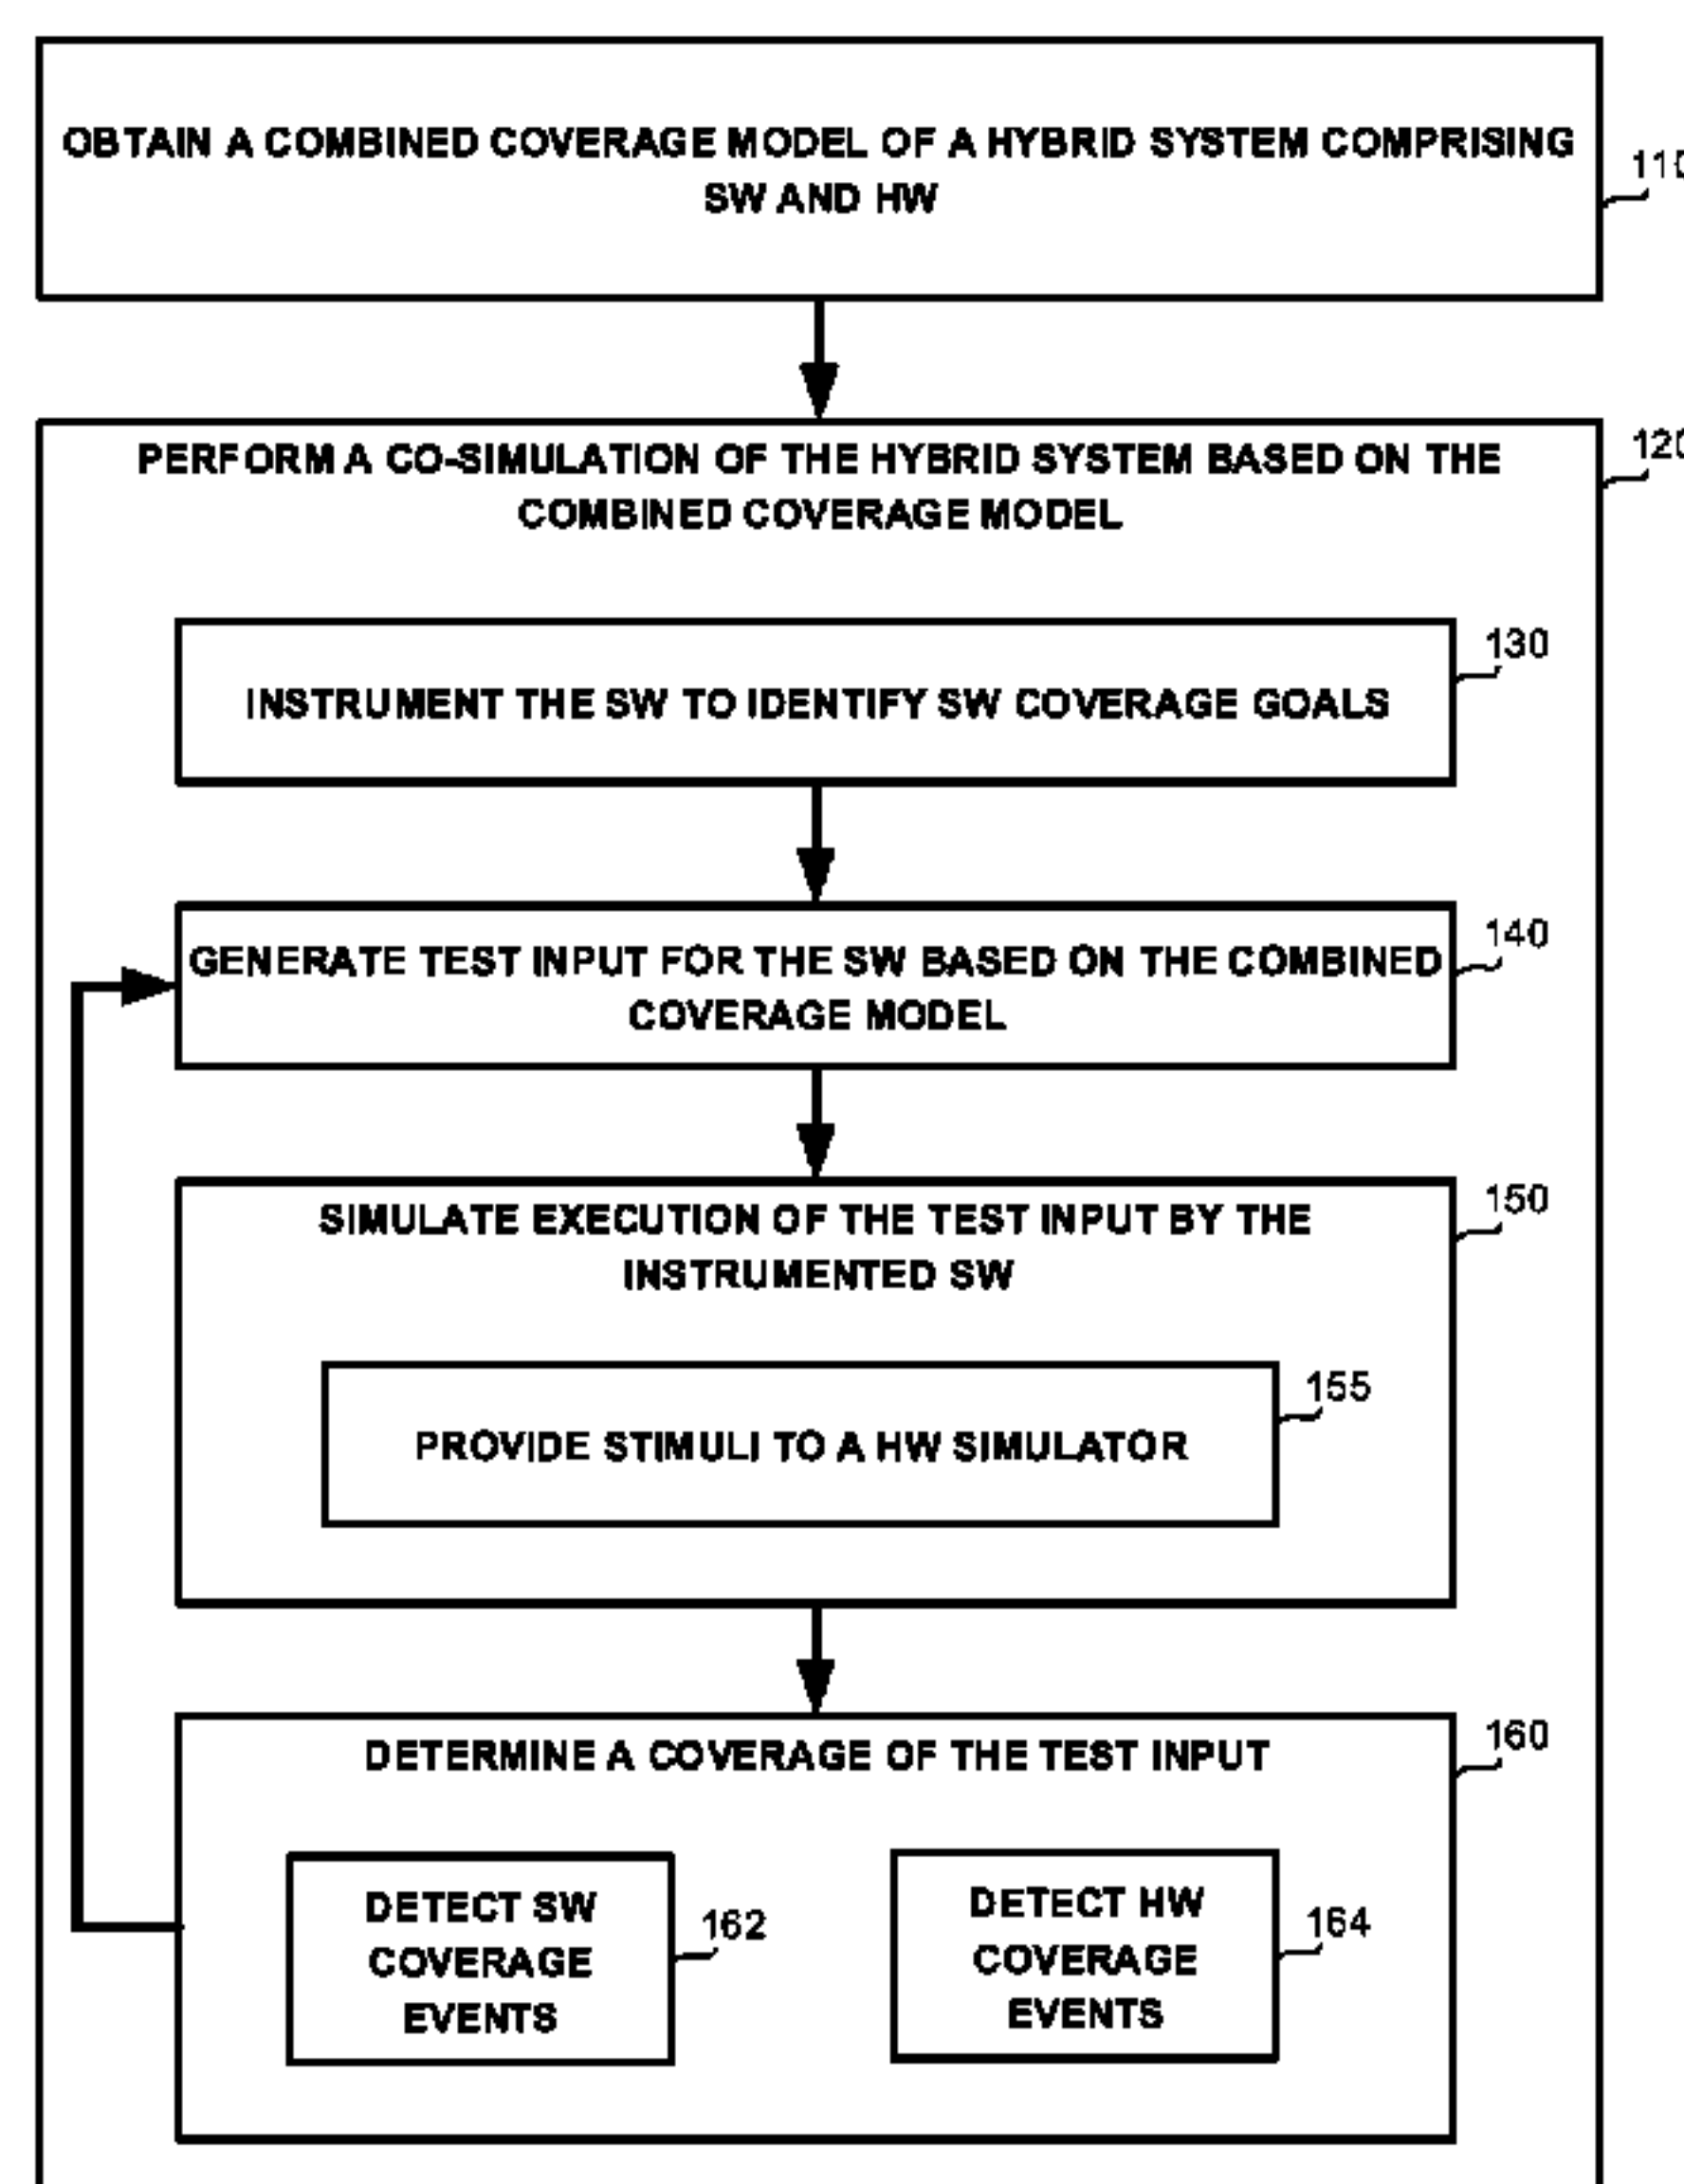 OBTAIN A COMBINED COVERAGE MODEL OF A HYBRID SYSTEM COMPRISING
SW AND HW
110
PERFORM A CO-SIMULATION OF THE HYBRID SYSTEM BASED ON THE
COMBINED COVERAGE MODEL
120
INSTRUMENT THE SW TO IDENTIFY SW COVERAGE GOALS
130
GENERATE TEST INPUT FOR THE SW BASED ON THE COMBINED
COVERAGE MODEL
140
SIMULATE EXECUTION OF THE TEST INPUT BY THE
INSTRUMENTED SW
150
PROVIDE STIMULI TO A HW SIMULATOR
155
DETERMINE A COVERAGE OF THE TEST INPUT
160
DETECT SW
COVERAGE
EVENTS
162
DETECT HW
COVERAGE
EVENTS
164